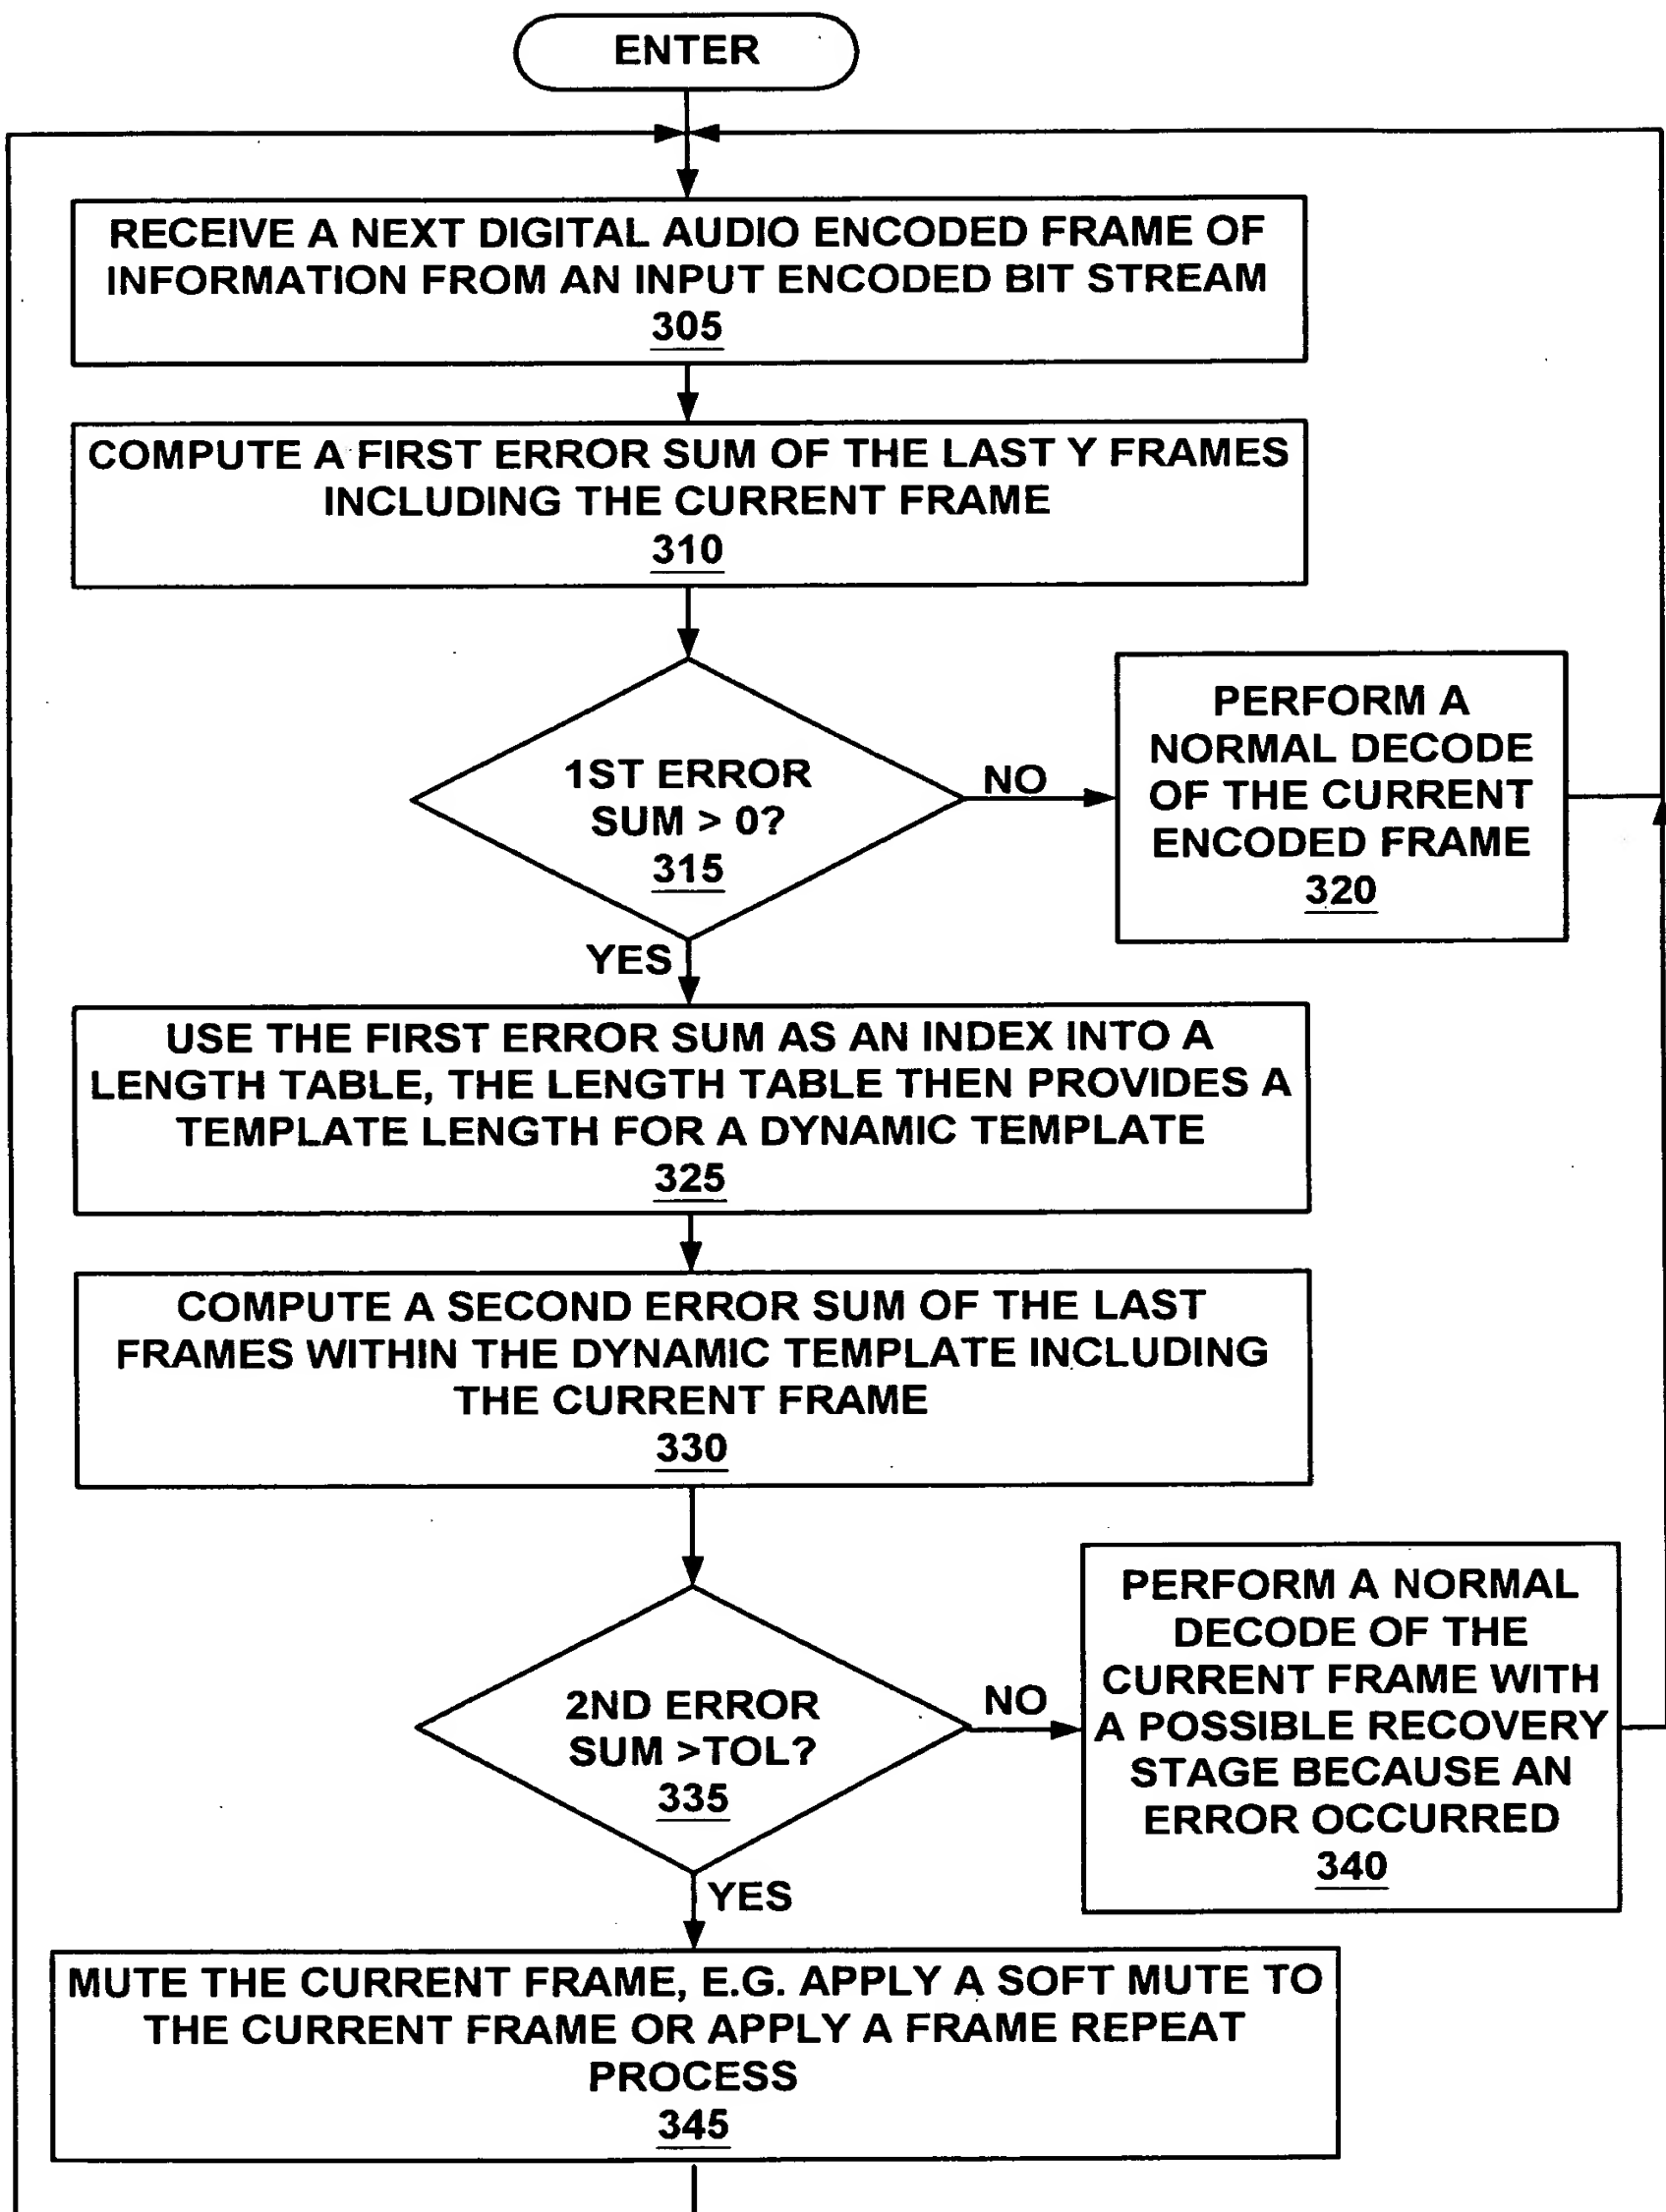 ENTER
RECEIVE A NEXT DIGITAL AUDIO ENCODED FRAME OF
INFORMATION FROM AN INPUT ENCODED BIT STREAM
305
COMPUTE A FIRST ERROR SUM OF THE LAST Y FRAMES
INCLUDING THE CURRENT FRAME
310
1ST ERROR
SUM > 0?
315
NO
PERFORM A
NORMAL DECODE
OF THE CURRENT
ENCODED FRAME
320
YES
USE THE FIRST ERROR SUM AS AN INDEX INTO A
LENGTH TABLE, THE LENGTH TABLE THEN PROVIDES A
TEMPLATE LENGTH FOR A DYNAMIC TEMPLATE
325
COMPUTE A SECOND ERROR SUM OF THE LAST
FRAMES WITHIN THE DYNAMIC TEMPLATE INCLUDING
THE CURRENT FRAME
330
2ND ERROR
SUM >TOL?
335
NO
PERFORM A NORMAL
DECODE OF THE
CURRENT FRAME WITH
A POSSIBLE RECOVERY
STAGE BECAUSE AN
ERROR OCCURRED
340
YES
MUTE THE CURRENT FRAME, E.G. APPLY A SOFT MUTE TO
THE CURRENT FRAME OR APPLY A FRAME REPEAT
PROCESS
345